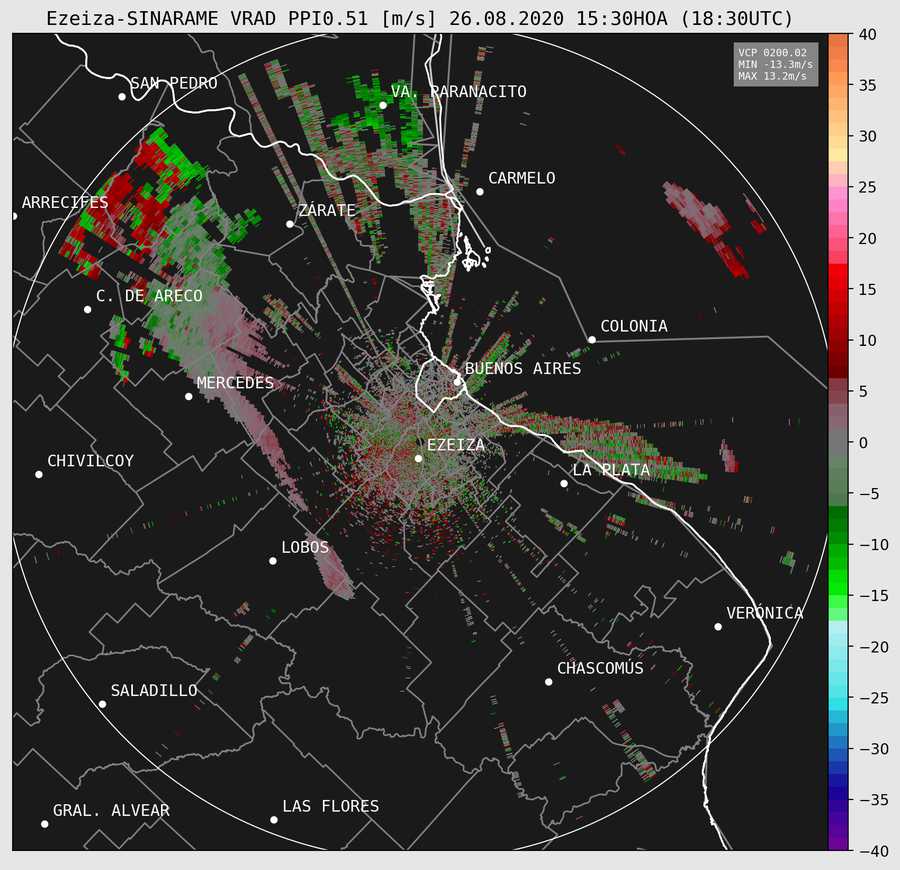 Ezeiza-SINARAME VRAD PPI0.51 [m/s] 26.08.2020 15:30HOA (18:30UTC)
VCP 0200.02
MIN -13.3m/s
MAX 13.2m/s
SAN PEDRO
VA. PARANACITO
CARMELO
ARRECIFES
ZÁRATE
C. DE ARECO
COLONIA
BUENOS AIRES
MERCEDES
EZEIZA
CHIVILCOY
LA PLATA
LOBOS
VERÓNICA
CHASCOMÚS
SALADILLO
GRAL. ALVEAR
LAS FLORES
40
35
30
25
20
15
10
5
0
−5
−10
−15
−20
−25
−30
−35
−40